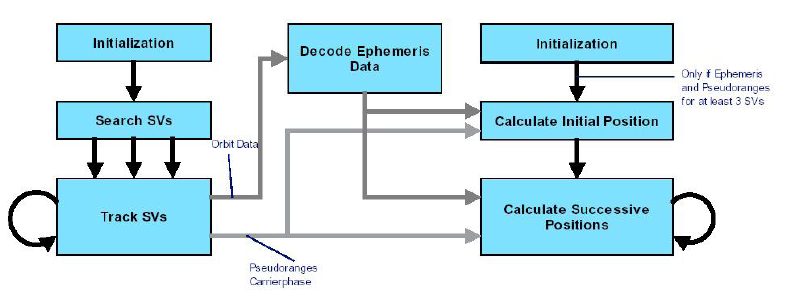 Initialization
Search SVs
Track SVs
Orbit Data
Pseudoranges
Carrierphase
Decode Ephemeris
Data
Initialization
Only if Ephemeris
and Pseudoranges
for at least 3 SVs
Calculate Initial Position
Calculate Successive
Positions